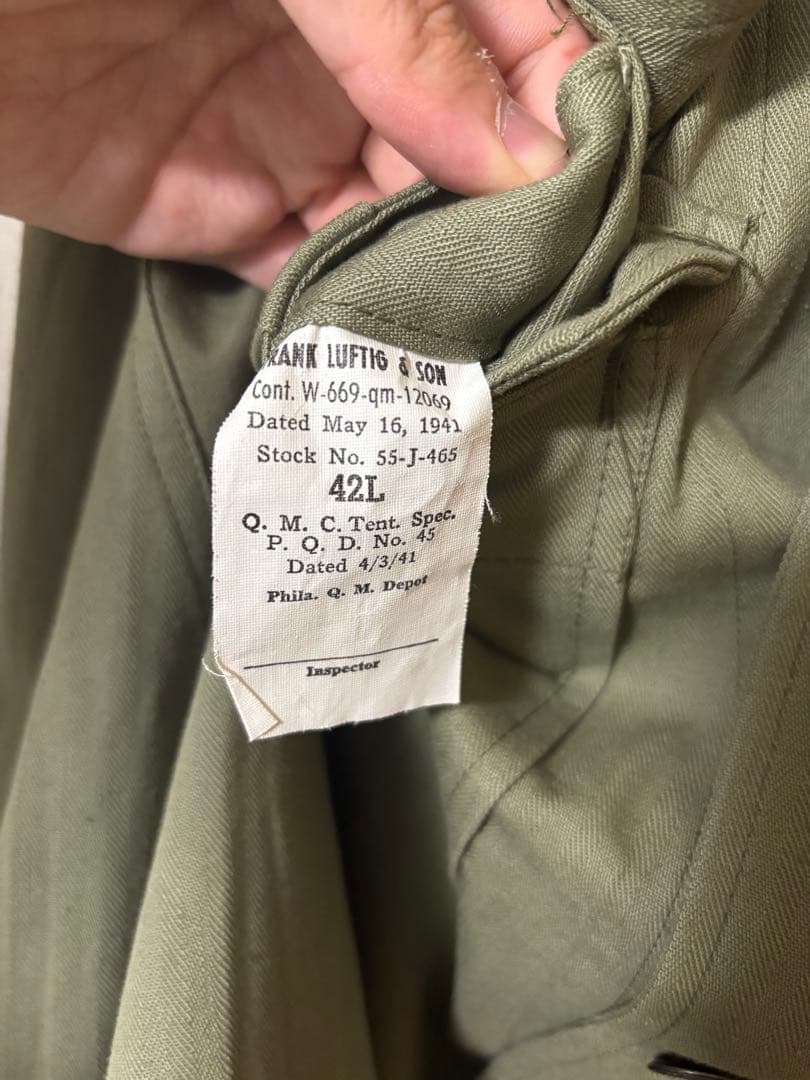 RANK LUFTIG & SON
Cont. W-669-qm-12069
Dated May 16, 1941
Stock No. 55-J-465
42L
Q. M. C. Tent. Spec.
P. Q. D. No. 45
Dated 4/3/41
Phila. Q. M. Depot
Inspector